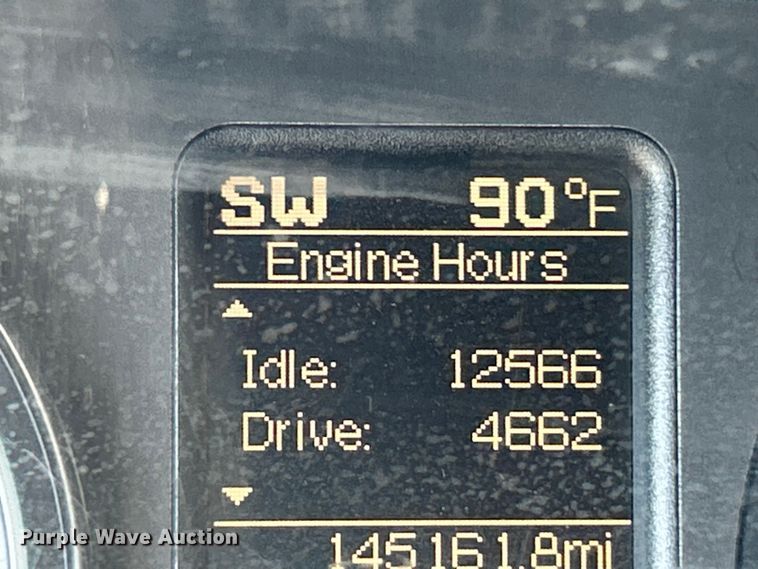 SW 90°F
Engine Hours
Idle: 12566
Drive: 4662
145161.8mi
Purple Wave Auction